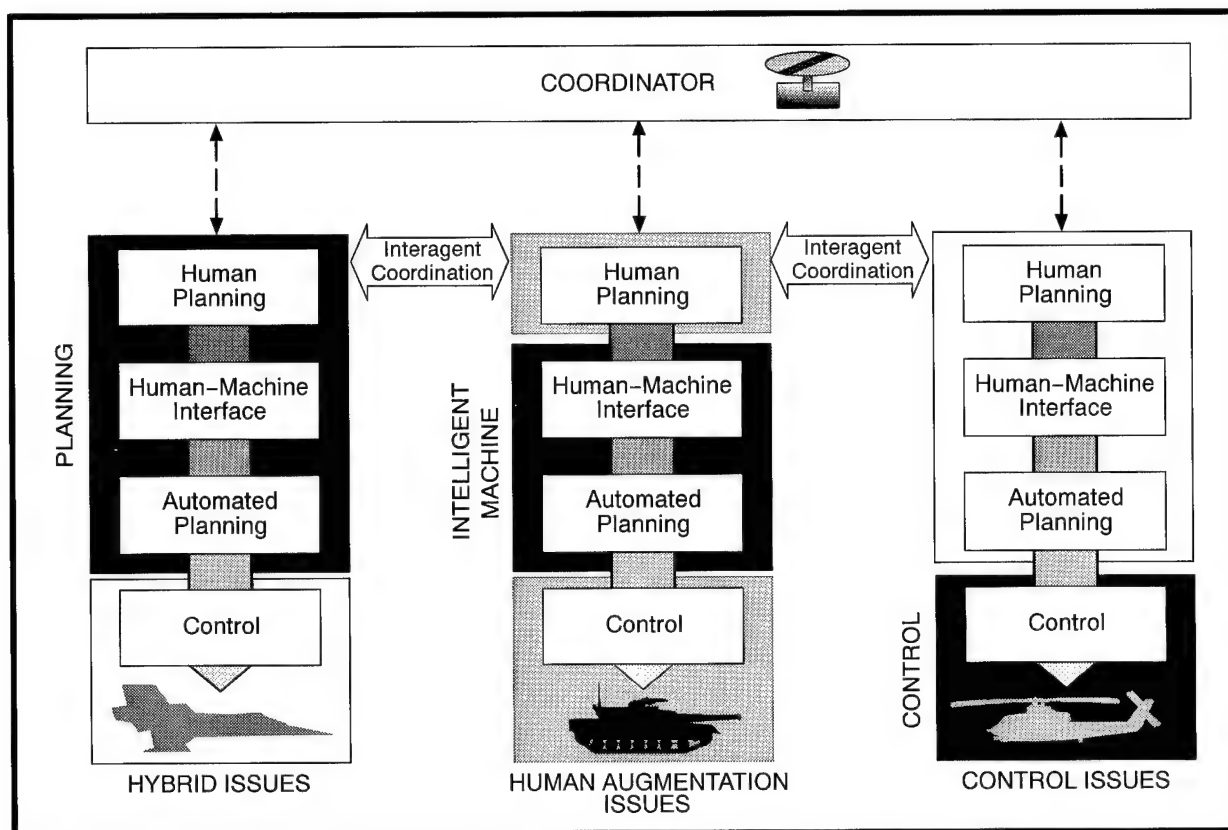 COORDINATOR
Interagent
Coordination
Interagent
Coordination
PLANNING
Human
Planning
Human–Machine
Interface
Automated
Planning
Control
HYBRID ISSUES
INTELLIGENT
MACHINE
Human
Planning
Human–Machine
Interface
Automated
Planning
Control
HUMAN AUGMENTATION
ISSUES
Human
Planning
Human–Machine
Interface
Automated
Planning
CONTROL
Control
CONTROL ISSUES